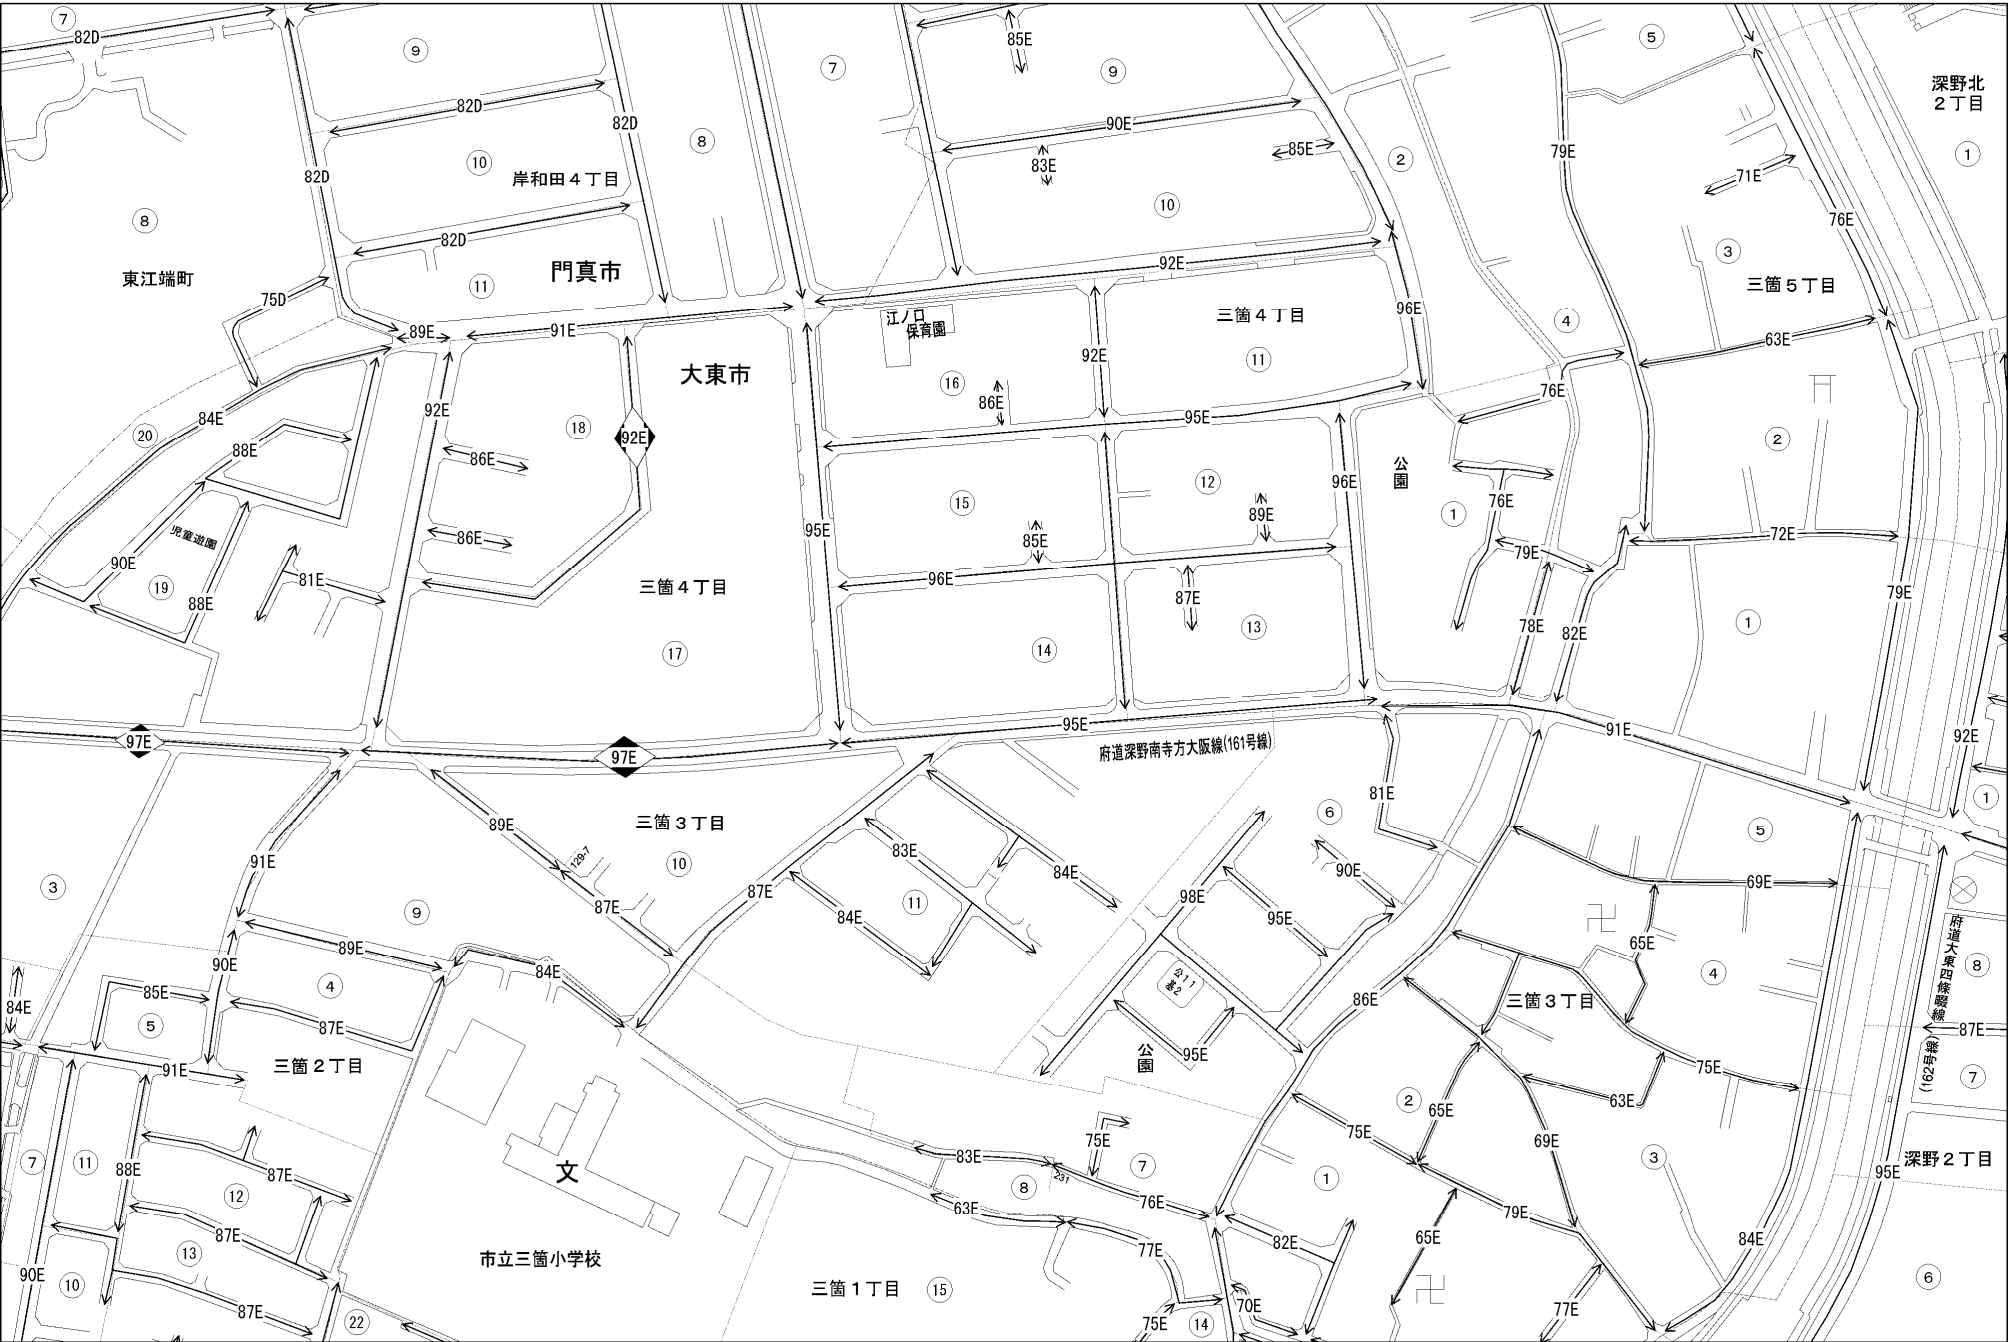 7
82D
9
82D
82D
82D
10
岸和田4丁目
8
8
82D
東江端町
門真市
11
75D
89E
91E
7
85E
9
90E
83E
85E
10
92E
2
79E
5
71E
3
76E
三箇5丁目
深野北
2丁目
1
江ノ口
保育園
92E
三箇4丁目
11
96E
4
63E
大東市
20
84E
88E
92E
18
92E
86E
16
86E
95E
76E
2
86E
児童遊園
90E
19
88E
81E
三箇4丁目
17
95E
15
85E
12
89E
96E
公園
76E
1
79E
72E
96E
87E
14
13
78E
82E
1
79E
97E
97E
95E
府道深野南寺方大阪線(161号線)
91E
92E
1
3
91E
89E
129-7
三箇3丁目
10
87E
87E
83E
84E
84E
11
98E
6
81E
90E
95E
5
69E
65E
9
89E
90E
84E
4
85E
87E
5
84E
91E
三箇2丁目
公11
基2
95E
公園
86E
三箇3丁目
4
75E
63E
府道大東四條畷線
(162号線)
8
87E
7
7
11
88E
12
87E
87E
13
10
90E
87E
22
文
市立三箇小学校
83E
231
8
63E
75E
7
76E
77E
三箇1丁目
15
75E
14
70E
82E
1
2
65E
75E
69E
79E
65E
77E
3
84E
95E
深野2丁目
6